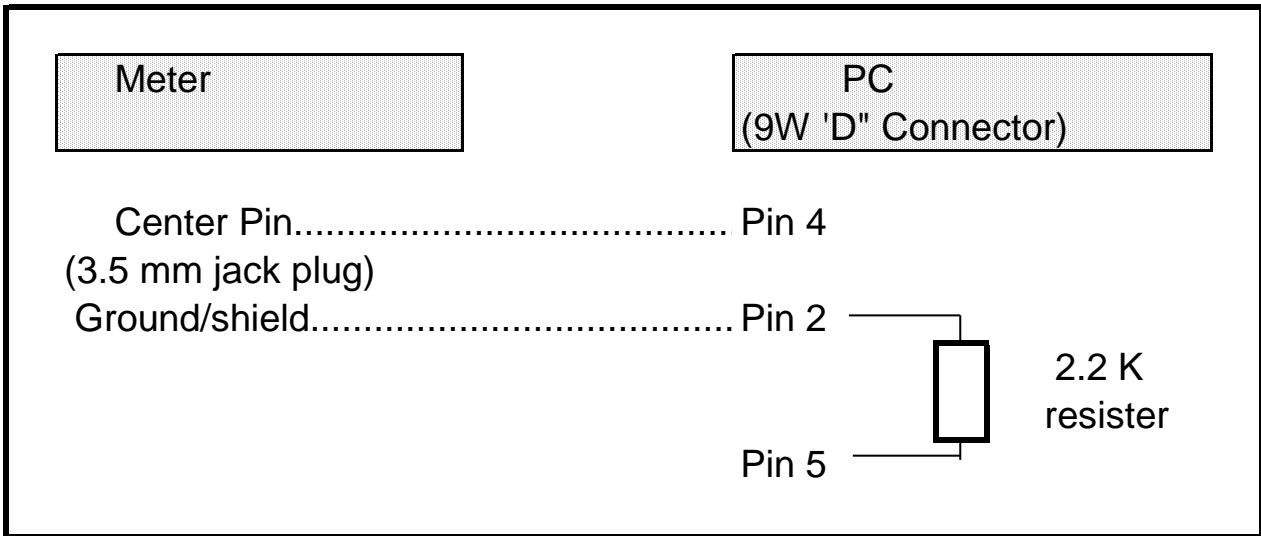 Meter
PC
(9W 'D" Connector)
Center Pin.......................................... Pin 4
(3.5 mm jack plug)
Ground/shield........................................ Pin 2
2.2 K
resister
Pin 5